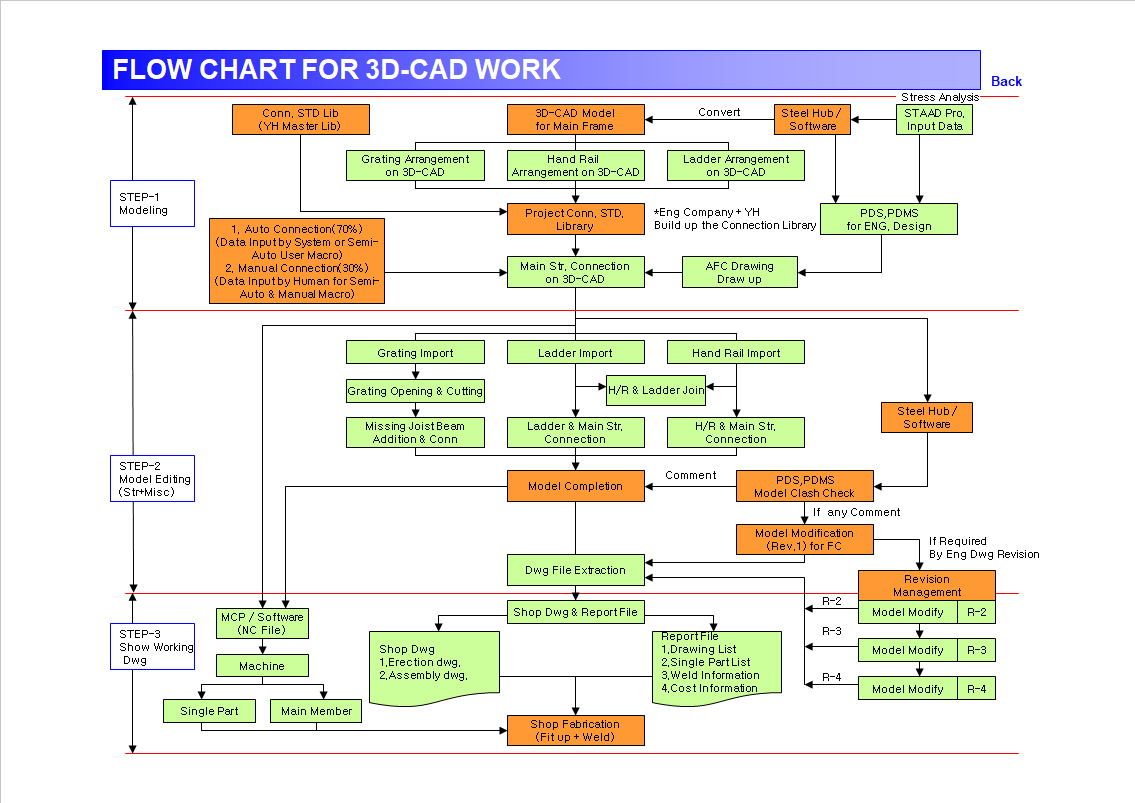 FLOW CHART FOR 3D-CAD WORK
Back
Stress Analysis
Conn, STD Lib
(YH Master Lib)
3D-CAD Model
for Main Frame
Convert
Steel Hub /
Software
STAAD Pro,
Input Data
Grating Arrangement
on 3D-CAD
Hand Rail
Arrangement on 3D-CAD
Ladder Arrangement
on 3D-CAD
STEP-1
Modeling
Project Conn, STD,
Library
*Eng Company + YH
Build up the Connection Library
PDS,PDMS
for ENG, Design
1, Auto Connection(70%)
(Data Input by System or Semi-
Auto User Macro)
2, Manual Connection(30%)
(Data Input by Human for Semi-
Auto & Manual Macro)
Main Str, Connection
on 3D-CAD
AFC Drawing
Draw up
Grating Import
Ladder Import
Hand Rail Import
Grating Opening & Cutting
H/R & Ladder Join
Missing Joist Beam
Addition & Conn
Ladder & Main Str,
Connection
H/R & Main Str,
Connection
Steel Hub /
Software
STEP-2
Model Editing
(Str+Misc)
Model Completion
Comment
PDS,PDMS
Model Clash Check
If any Comment
Model Modification
(Rev,1) for FC
If Required
By Eng Dwg Revision
Dwg File Extraction
Revision
Management
MCP / Software
(NC File)
Shop Dwg & Report File
R-2
Model Modify
R-2
STEP-3
Show Working
Dwg
Shop Dwg
1,Erection dwg,
2,Assembly dwg,
Report File
1,Drawing List
2,Single Part List
3,Weld Information
4,Cost Information
R-3
Model Modify
R-3
Machine
R-4
Model Modify
R-4
Single Part
Main Member
Shop Fabrication
(Fit up + Weld)